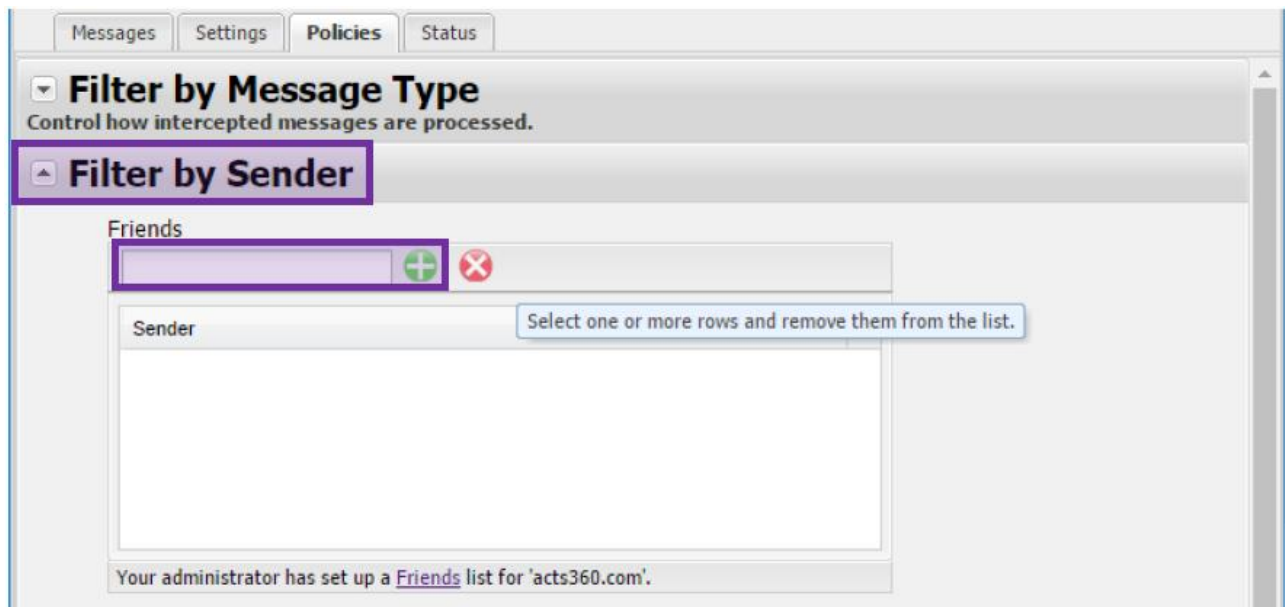 Messages Settings Policies Status
Filter by Message Type
Control how intercepted messages are processed.
Filter by Sender
Friends
Sender
Select one or more rows and remove them from the list.
Your administrator has set up a Friends list for 'acts360.com'.